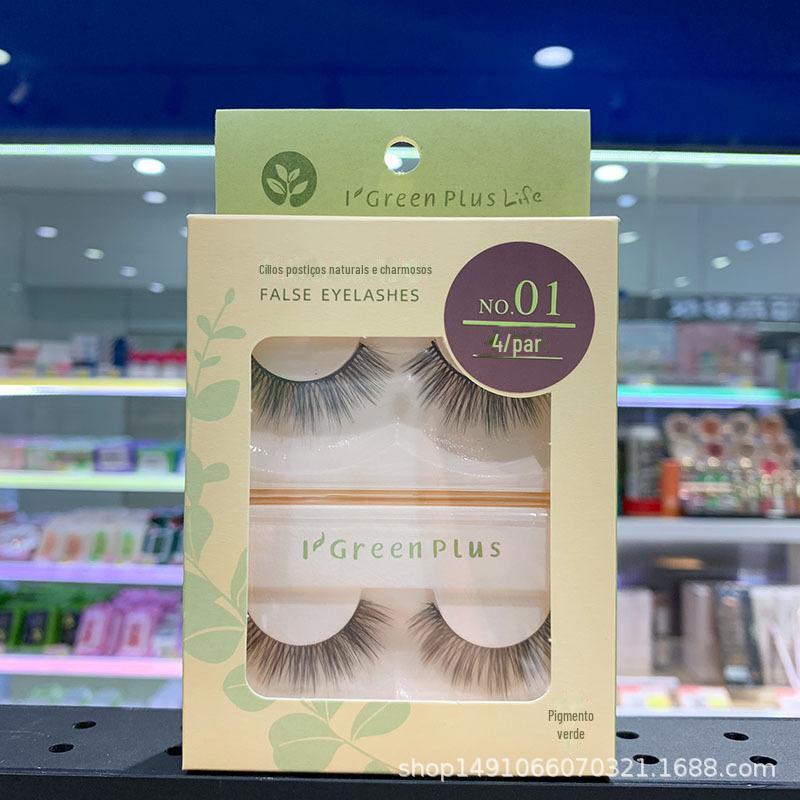 I'Green Plus Life
Cílios postiços naturais e charmosos
FALSE EYELASHES
NO.01
4/par
I'Green Plus
Pigmento
verde
shop1491066070321.1688.com